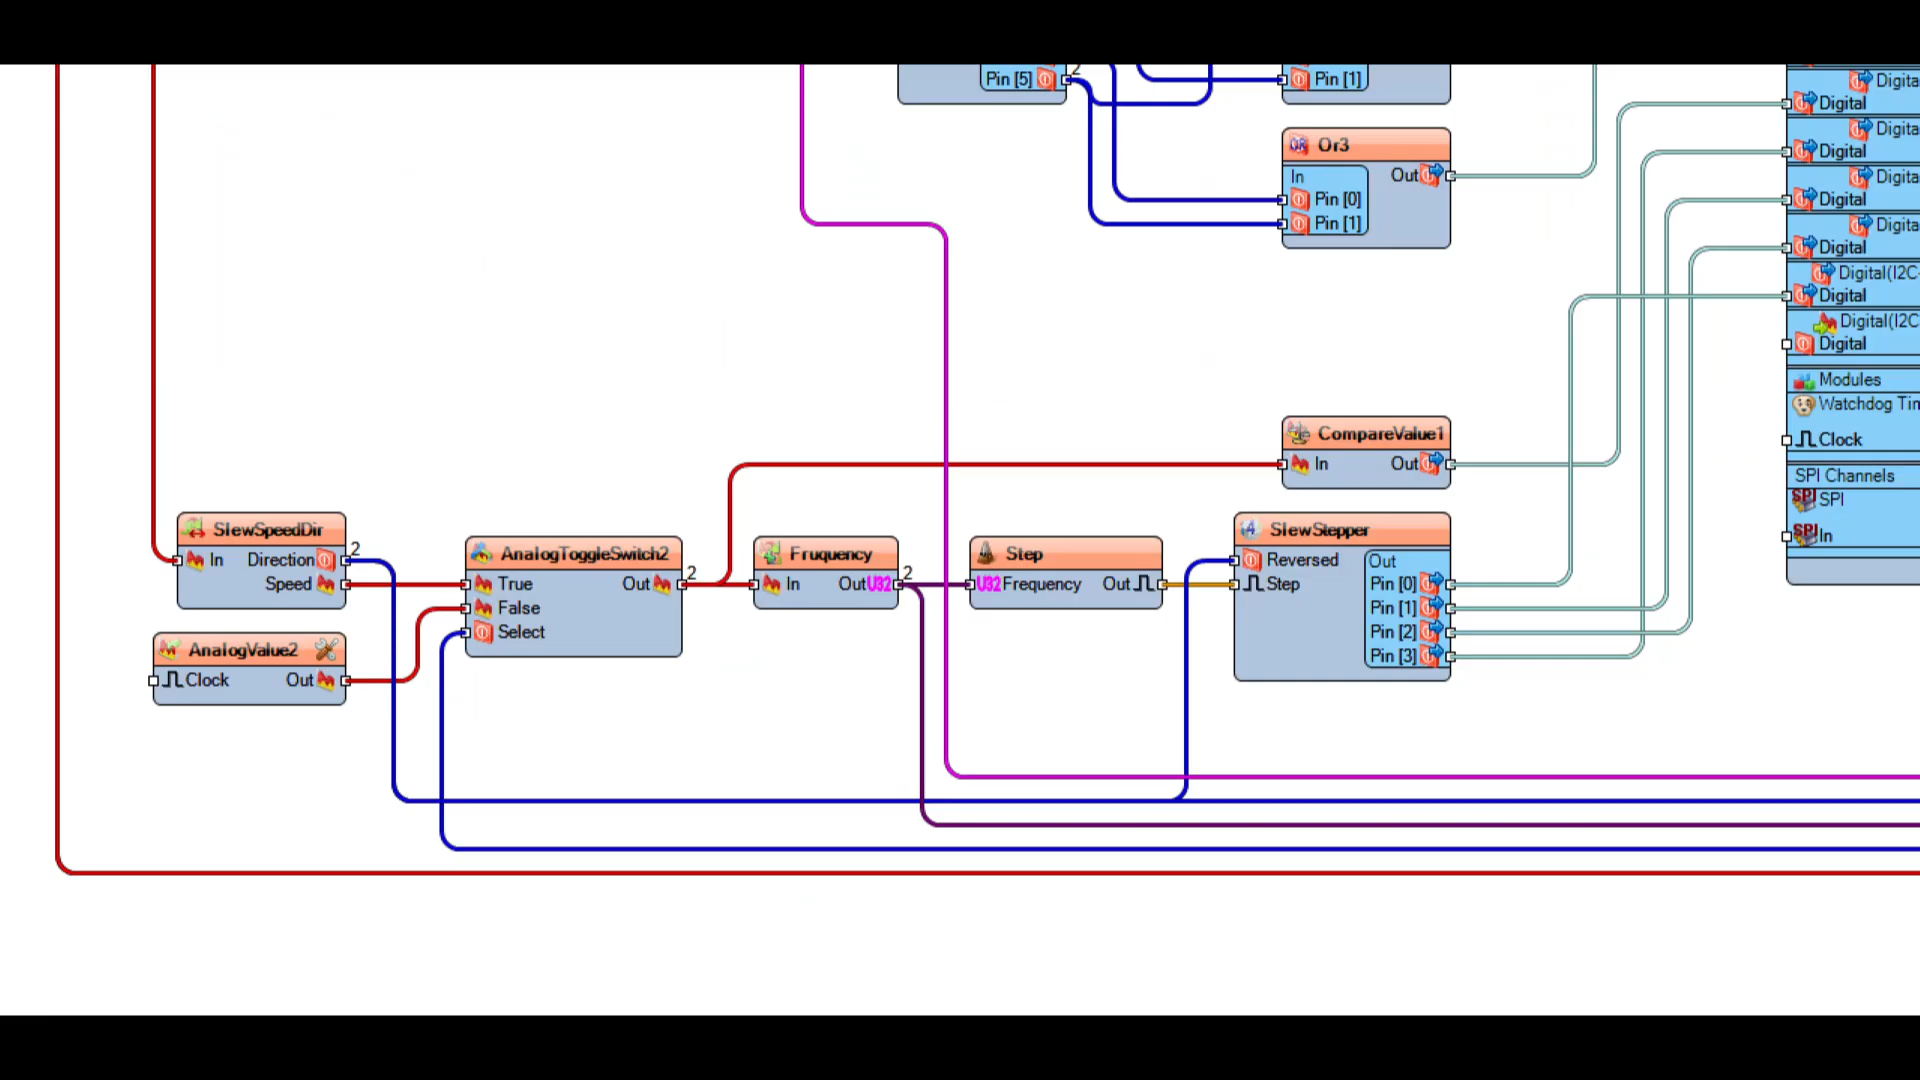 Pin [5]
2
Pin [1]
Or3
In
Out
Pin [0]
Pin [1]
CompareValue1
In
Out
SlewSpeedDir
In
Direction
2
Speed
AnalogValue2
Clock
Out
AnalogToggleSwitch2
True
Out
2
False
Select
Fruquency
In
Out
U32
2
Step
U32
Frequency
Out
SlewStepper
Reversed
Step
Out
Pin [0]
Pin [1]
Pin [2]
Pin [3]
Digita
Digital
Digita
Digital
Digita
Digital
Digita
Digital
Digital(I2C-
Digital
Digital(I2C
Digital
Modules
Watchdog Tin
Clock
SPI Channels
SPI
SPI
SPI
In